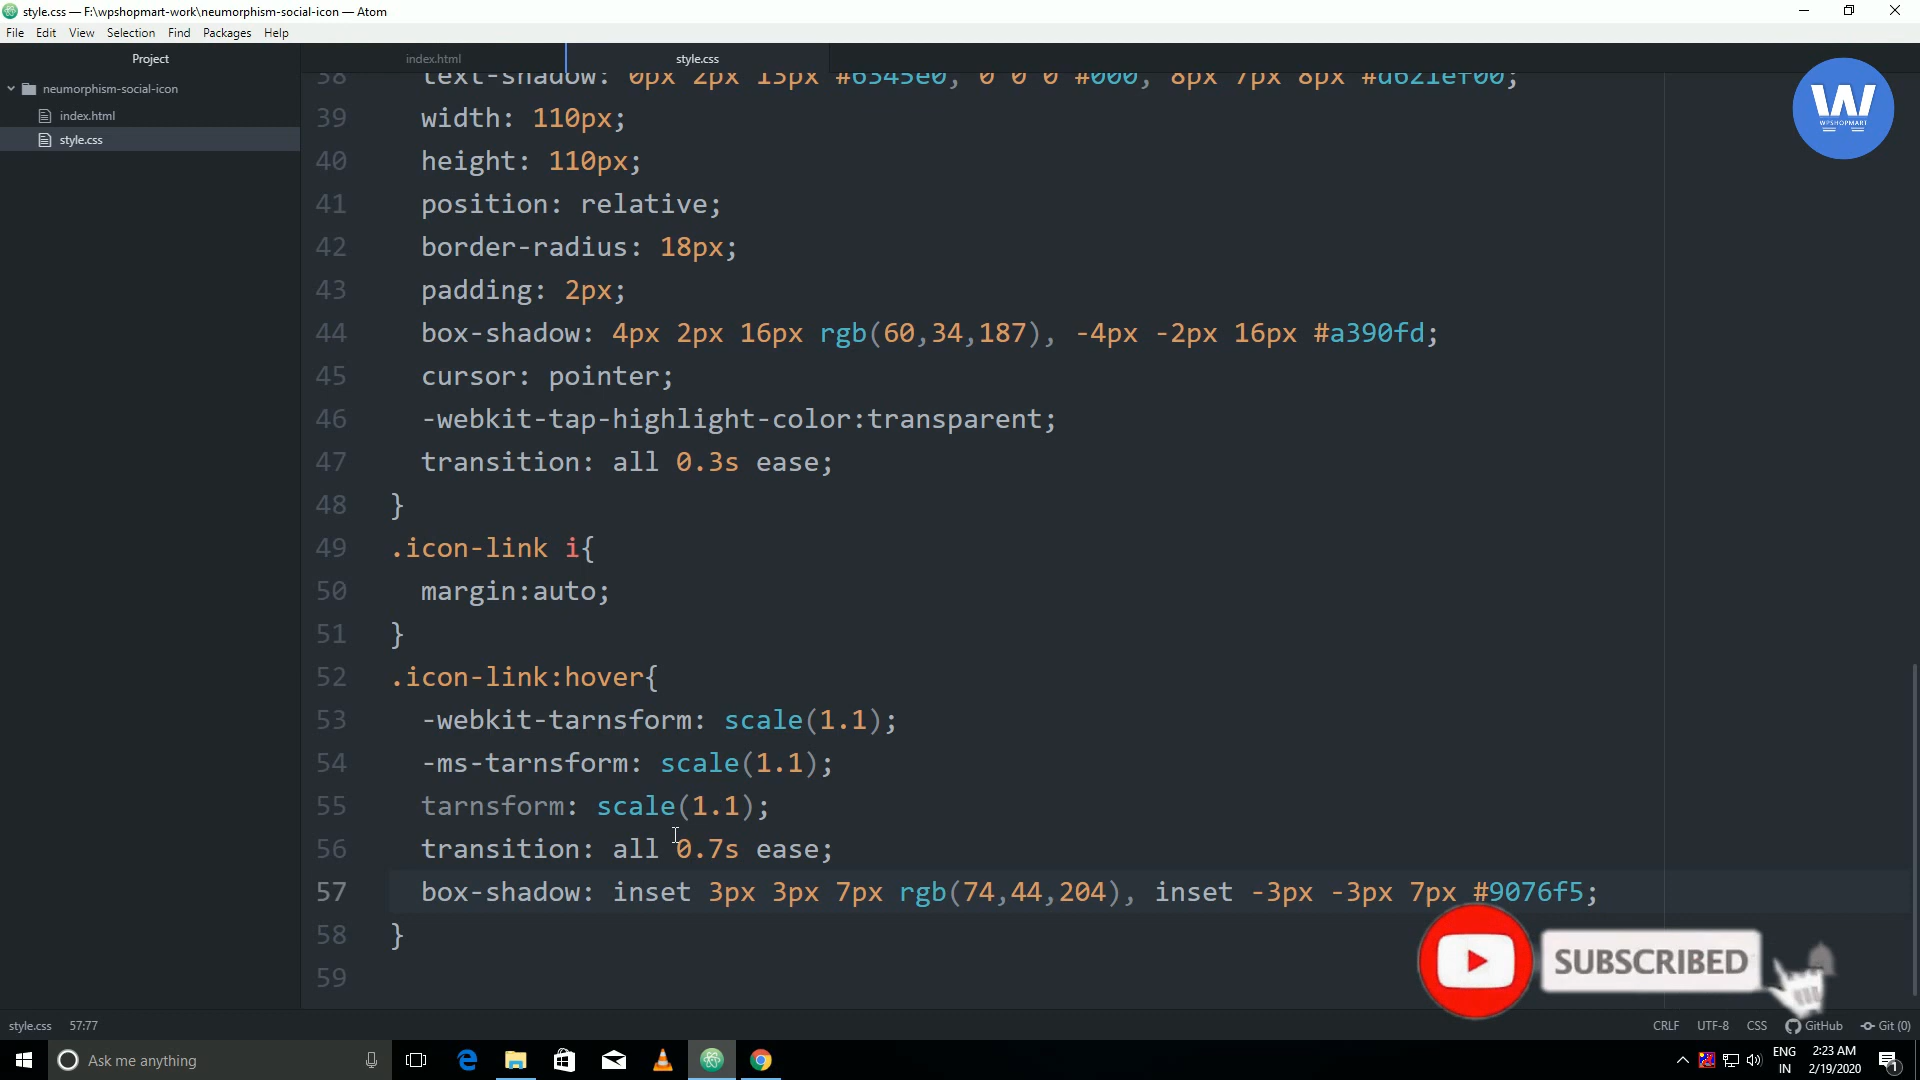 style.css — F:\wpshopmart-work\neumorphism-social-icon — Atom
File Edit View Selection Find Packages Help
Project
index.html
style.css
neumorphism-social-icon
index.html
style.css
W
WPSHOPMART
38 text-shadow: 0px 2px 13px #6345e0, 0 0 0 #000, 8px 7px 8px #d621ef00;
39 width: 110px;
40 height: 110px;
41 position: relative;
42 border-radius: 18px;
43 padding: 2px;
44 box-shadow: 4px 2px 16px rgb(60,34,187), -4px -2px 16px #a390fd;
45 cursor: pointer;
46 -webkit-tap-highlight-color:transparent;
47 transition: all 0.3s ease;
48 }
49 .icon-link i{
50 margin:auto;
51 }
52 .icon-link:hover{
53 -webkit-tarnsform: scale(1.1);
54 -ms-tarnsform: scale(1.1);
55 tarnsform: scale(1.1);
56 transition: all 0.7s ease;
57 box-shadow: inset 3px 3px 7px rgb(74,44,204), inset -3px -3px 7px #9076f5;
58 }
59
SUBSCRIBED
style.css 57:77
CRLF UTF-8 CSS GitHub Git (0)
Ask me anything
ENG
IN
2:23 AM
2/19/2020
1